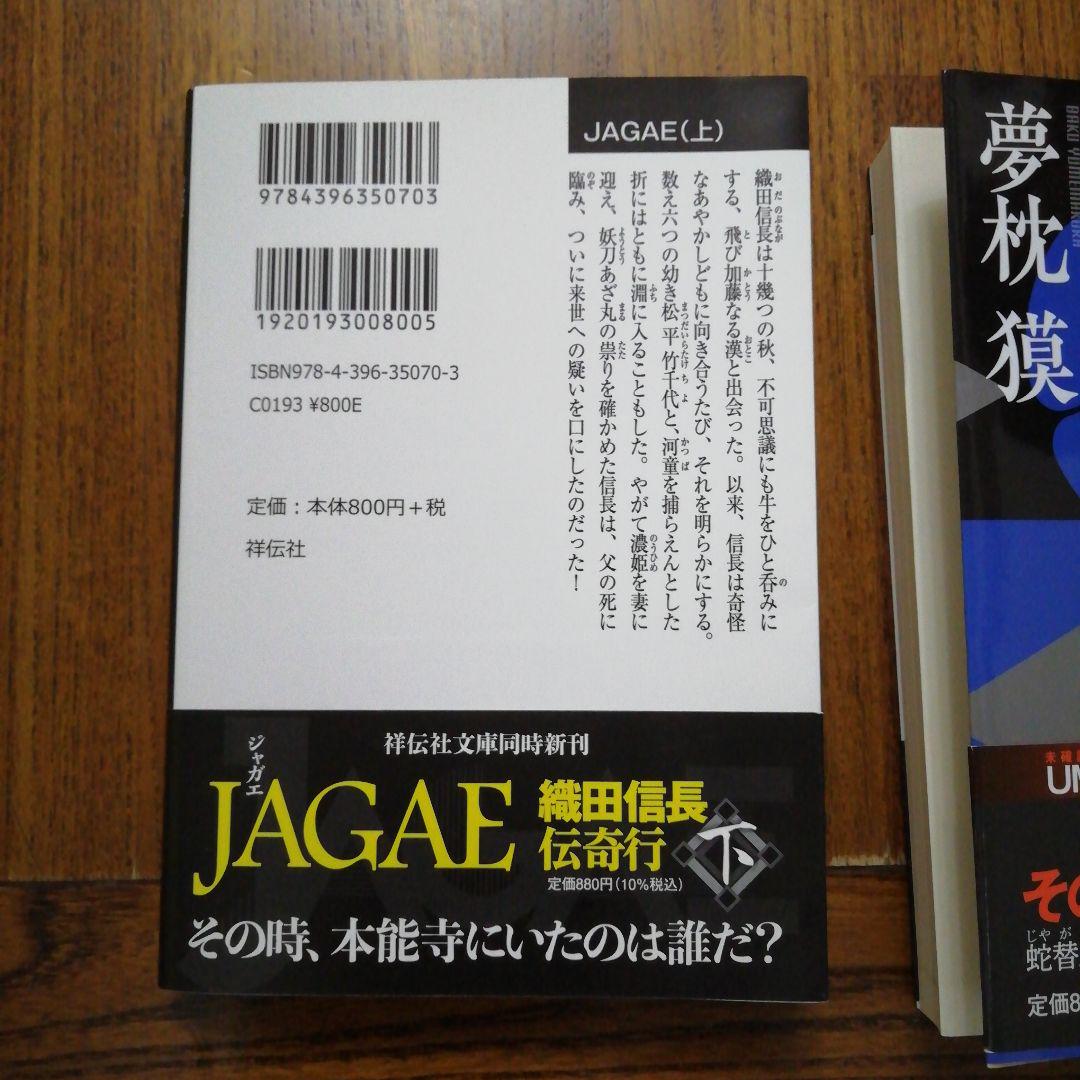 9784396350703
1920193008005
ISBN978-4-396-35070-3
C0193 ¥800E
定価：本体800円＋税
祥伝社
JAGAE(上)
織田信長は十幾つの秋、不可思議にも牛をひと呑みに
する、飛び加藤なる漢と出会った。以来、信長は奇怪
なあやかしどもに向き合うたび、それを明らかにする。
数え六つの幼き松平竹千代と、河童を捕らえんとした
折にはともに淵に入ることもした。やがて濃姫を妻に
迎え、妖刀あざ丸の祟りを確かめた信長は、父の死に
臨み、ついに来世への疑いを口にしたのだった！
祥伝社文庫同時新刊
ジャガエ
JAGAE
織田信長
伝奇行
下
定価880円(10%税込)
その時、本能寺にいたのは誰だ？
夢枕獏
BAKU YUMEMAKURA
未確
UM
その
じゃが
蛇替
定価8